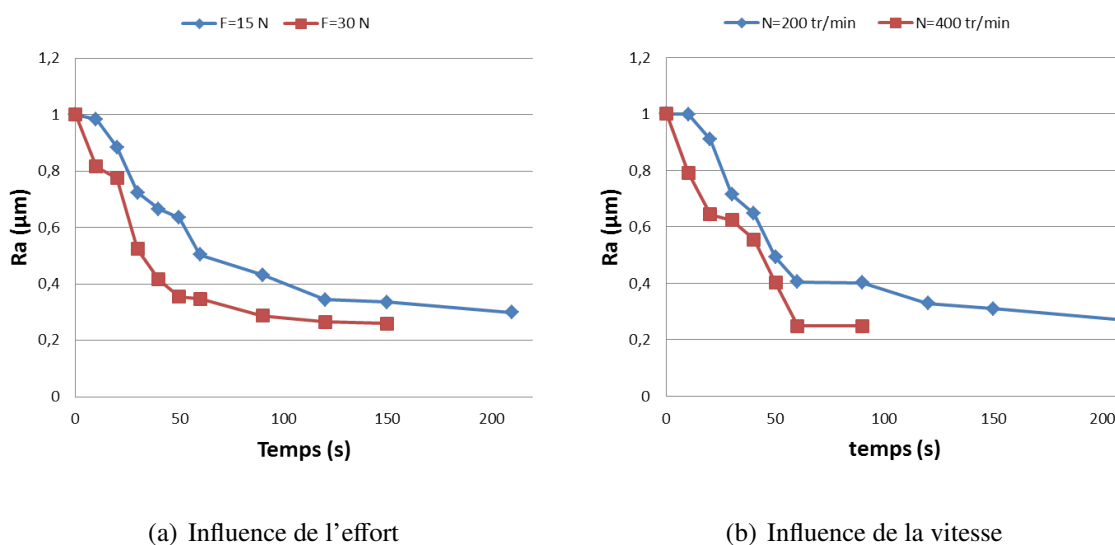 F=15 N F=30 N
1,2
1
0,8
0,6
0,4
0,2
0
Ra (µm)
0 50 100 150 200
Temps (s)
(a) Influence de l'effort
N=200 tr/min N=400 tr/min
1,2
1
0,8
0,6
0,4
0,2
0
Ra (µm)
0 50 100 150 200
temps (s)
(b) Influence de la vitesse